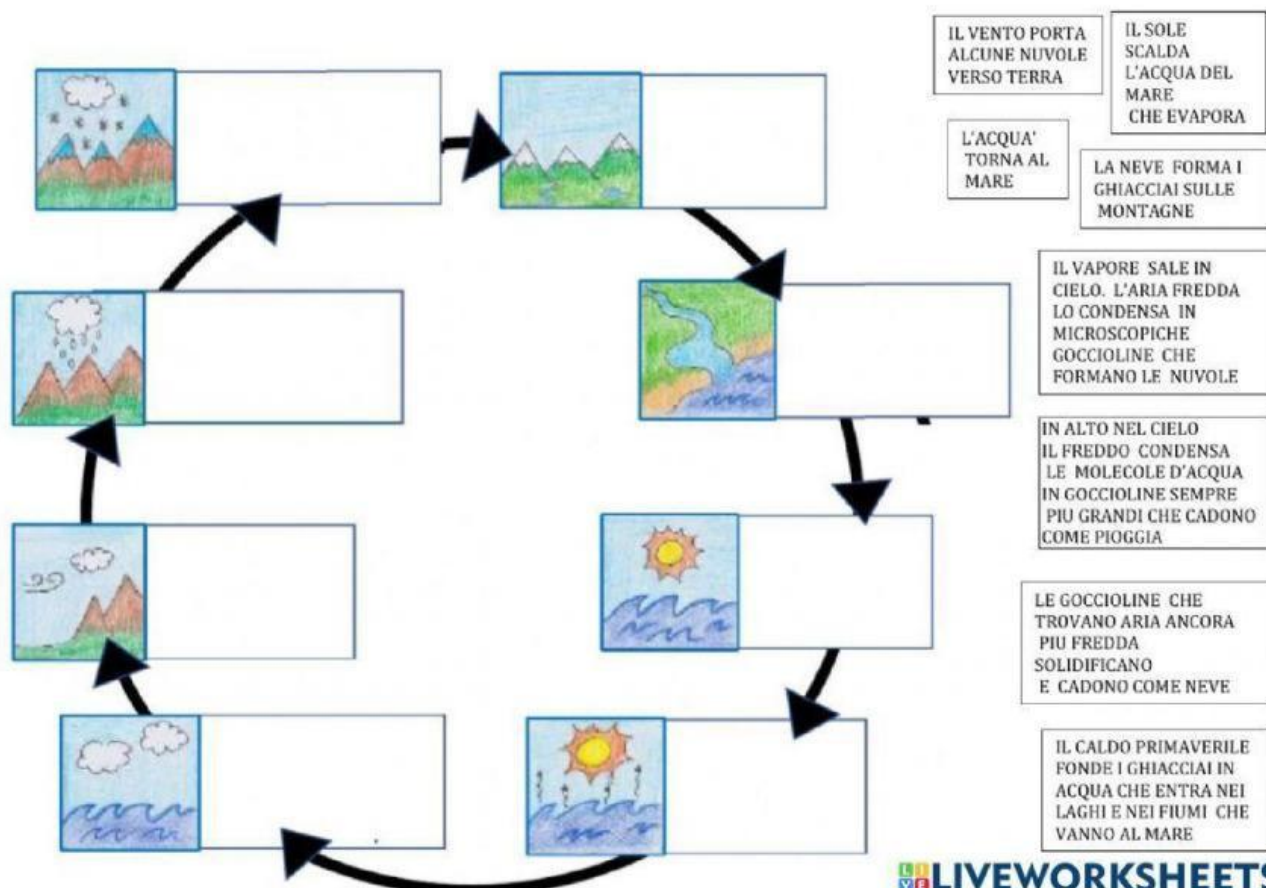 IL VENTO PORTA
ALCUNE NUVOLE
VERSO TERRA
IL SOLE
SCALDA
L'ACQUA DEL
MARE
CHE EVAPORA
L'ACQUA'
TORNA AL
MARE
LA NEVE FORMA I
GHIACCIAI SULLE
MONTAGNE
IL VAPORE SALE IN
CIELO. L'ARIA FREDDA
LO CONDENSA IN
MICROSCOPICHE
GOCCIOLINE CHE
FORMANO LE NUVOLE
IN ALTO NEL CIELO
IL FREDDO CONDENSA
LE MOLECOLE D'ACQUA
IN GOCCIOLINE SEMPRE
PIU GRANDI CHE CADONO
COME PIOGGIA
LE GOCCIOLINE CHE
TROVANO ARIA ANCORA
PIU FREDDA
SOLIDIFICANO
E CADONO COME NEVE
IL CALDO PRIMAVERILE
FONDE I GHIACCIAI IN
ACQUA CHE ENTRA NEI
LAGHI E NEI FIUMI CHE
VANNO AL MARE
LIVEWORKSHEETS